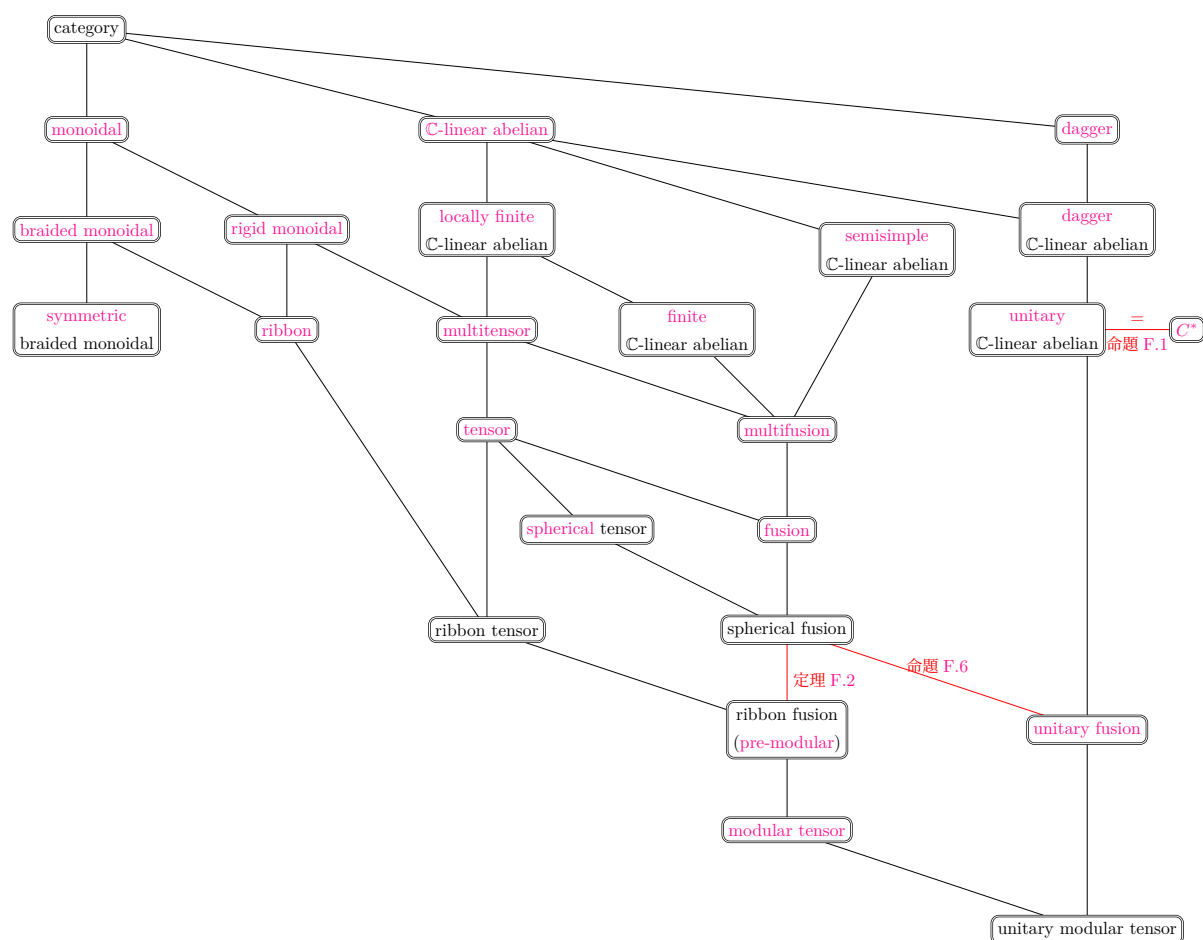 category
monoidal
ℂ-linear abelian
dagger
braided monoidal
rigid monoidal
locally finite
ℂ-linear abelian
semisimple
ℂ-linear abelian
dagger
ℂ-linear abelian
symmetric
braided monoidal
ribbon
multitensor
finite
ℂ-linear abelian
unitary
ℂ-linear abelian
=
命題 F.1
C*
tensor
multifusion
spherical tensor
fusion
ribbon tensor
spherical fusion
定理 F.2
命題 F.6
ribbon fusion
(pre-modular)
unitary fusion
modular tensor
unitary modular tensor